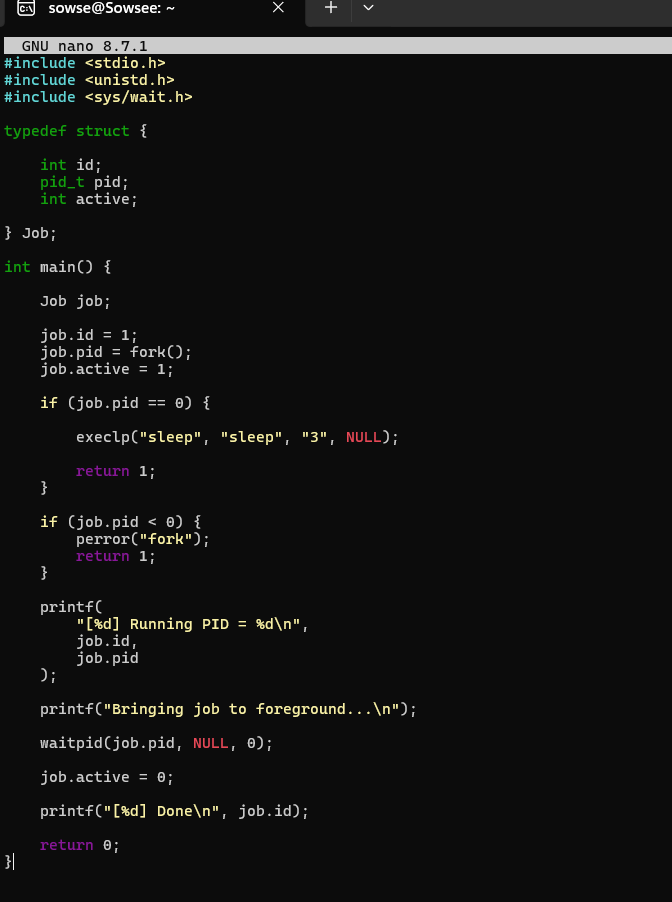 sowse@Sowsee: ~
GNU nano 8.7.1
#include <stdio.h>
#include <unistd.h>
#include <sys/wait.h>
typedef struct {
    int id;
    pid_t pid;
    int active;
} Job;
int main() {
    Job job;
    job.id = 1;
    job.pid = fork();
    job.active = 1;
    if (job.pid == 0) {
        execlp("sleep", "sleep", "3", NULL);
        return 1;
    }
    if (job.pid < 0) {
        perror("fork");
        return 1;
    }
    printf(
        "[%d] Running PID = %d\n",
        job.id,
        job.pid
    );
    printf("Bringing job to foreground...\n");
    waitpid(job.pid, NULL, 0);
    job.active = 0;
    printf("[%d] Done\n", job.id);
    return 0;
}